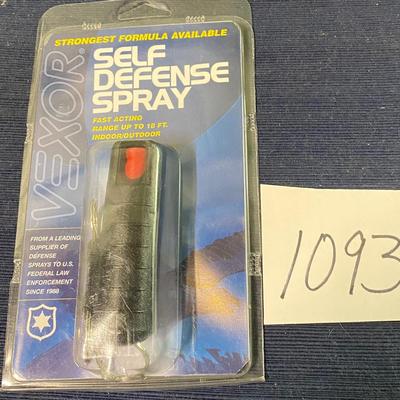 STRONGEST FORMULA AVAILABLE
VEXOR®
SELF
DEFENSE
SPRAY
FAST ACTING
RANGE UP TO 18 FT.
INDOOR/OUTDOOR
FROM A LEADING
SUPPLIER OF
DEFENSE
SPRAYS TO U.S.
FEDERAL LAW
ENFORCEMENT
SINCE 1988
1093